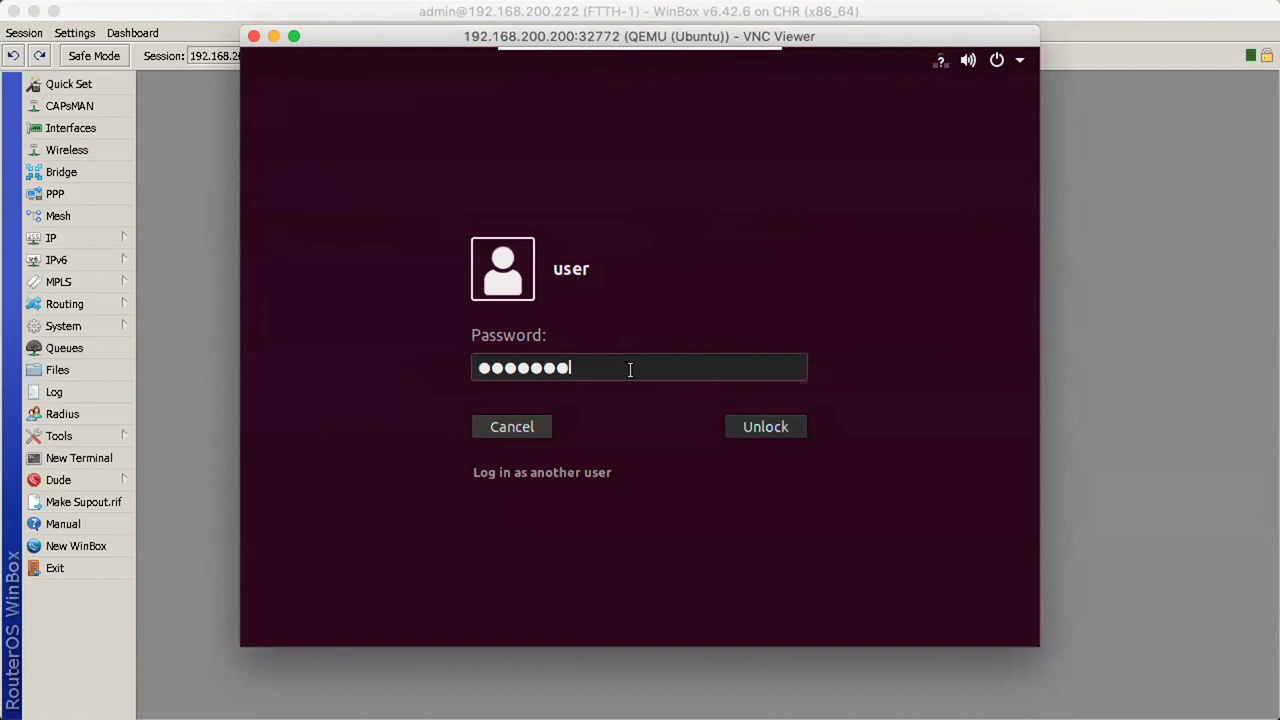 admin@192.168.200.222 (FTTH-1) - WinBox v6.42.6 on CHR (x86_64)
Session Settings Dashboard
Safe Mode Session: 192.168.2
192.168.200.200:32772 (QEMU (Ubuntu)) - VNC Viewer
Quick Set
CAPsMAN
Interfaces
Wireless
Bridge
PPP
Mesh
IP
IPv6
MPLS
Routing
System
Queues
Files
Log
Radius
Tools
New Terminal
Dude
Make Supout.rif
Manual
New WinBox
Exit
RouterOS WinBox
user
Password:
Cancel Unlock
Log in as another user